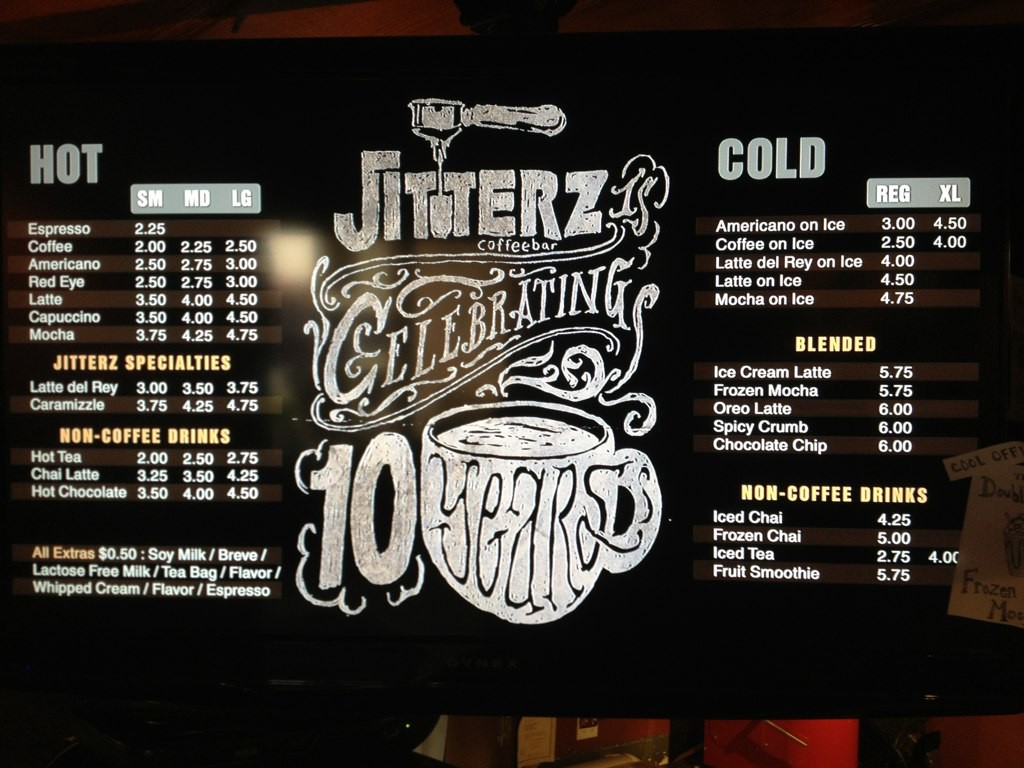 HOT
SM MD LG
Espresso 2.25
Coffee 2.00 2.25 2.50
Americano 2.50 2.75 3.00
Red Eye 2.50 2.75 3.00
Latte 3.50 4.00 4.50
Capuccino 3.50 4.00 4.50
Mocha 3.75 4.25 4.75
JITTERZ SPECIALTIES
Latte del Rey 3.00 3.50 3.75
Caramizzle 3.75 4.25 4.75
NON-COFFEE DRINKS
Hot Tea 2.00 2.50 2.75
Chai Latte 3.25 3.50 4.25
Hot Chocolate 3.50 4.00 4.50
All Extras $0.50 : Soy Milk / Breve /
Lactose Free Milk / Tea Bag / Flavor /
Whipped Cream / Flavor / Espresso
JITTERZ IS
coffeebar
CELEBRATING
10 YEARS
COLD
REG XL
Americano on Ice 3.00 4.50
Coffee on Ice 2.50 4.00
Latte del Rey on Ice 4.00
Latte on Ice 4.50
Mocha on Ice 4.75
BLENDED
Ice Cream Latte 5.75
Frozen Mocha 5.75
Oreo Latte 6.00
Spicy Crumb 6.00
Chocolate Chip 6.00
NON-COFFEE DRINKS
Iced Chai 4.25
Frozen Chai 5.00
Iced Tea 2.75 4.00
Fruit Smoothie 5.75
COOL OFF
Frozen
DYNEX